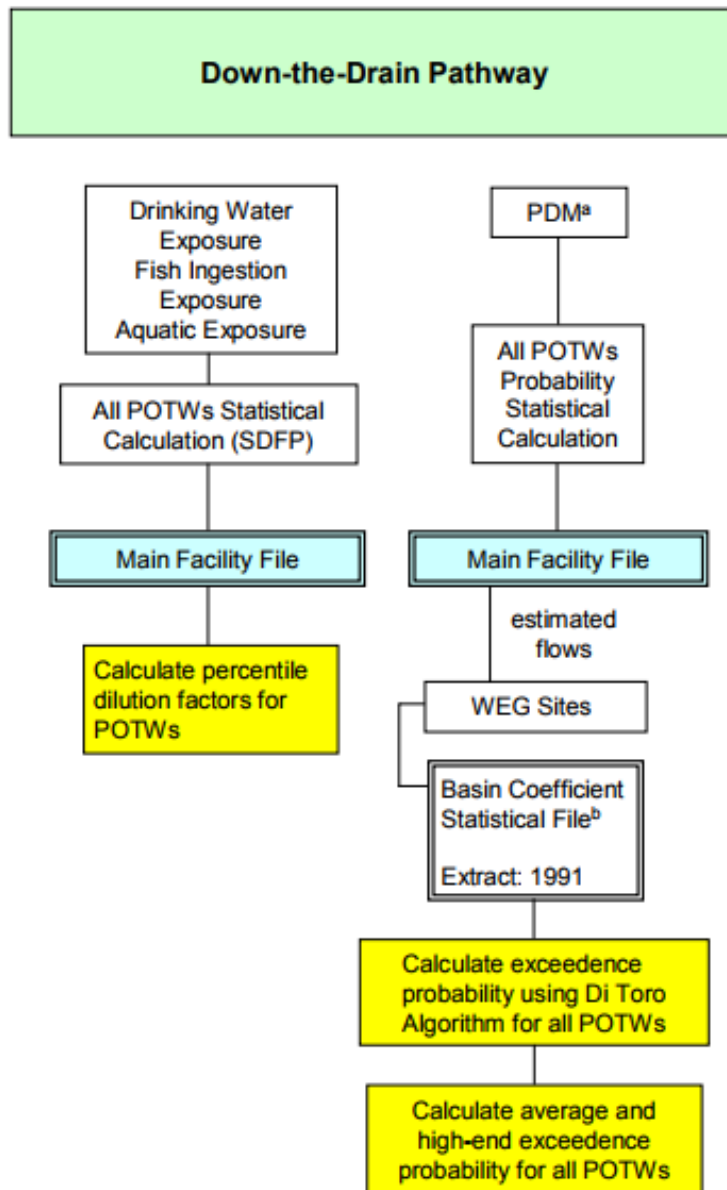 Down-the-Drain Pathway
Drinking Water
Exposure
Fish Ingestion
Exposure
Aquatic Exposure
All POTWs Statistical
Calculation (SDFP)
Main Facility File
Calculate percentile
dilution factors for
POTWs
PDMᵃ
All POTWs
Probability
Statistical
Calculation
Main Facility File
estimated
flows
WEG Sites
Basin Coefficient
Statistical Fileᵇ
Extract: 1991
Calculate exceedence
probability using Di Toro
Algorithm for all POTWs
Calculate average and
high-end exceedence
probability for all POTWs